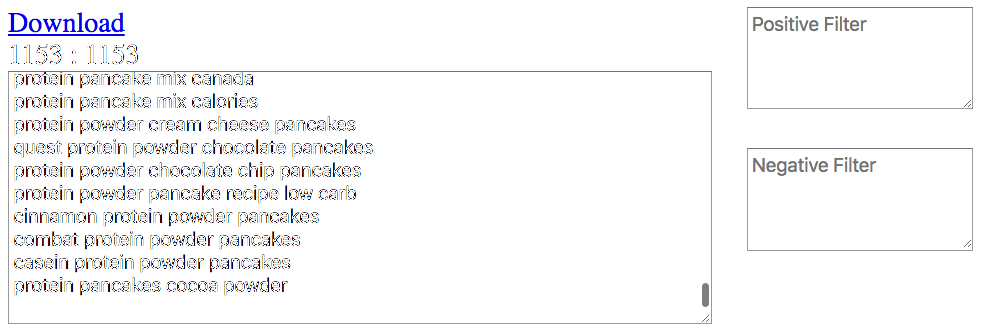 Download
1153 : 1153
protein pancake mix canada
protein pancake mix calories
protein powder cream cheese pancakes
quest protein powder chocolate pancakes
protein powder chocolate chip pancakes
protein powder pancake recipe low carb
cinnamon protein powder pancakes
combat protein powder pancakes
casein protein powder pancakes
protein pancakes cocoa powder
Positive Filter
Negative Filter